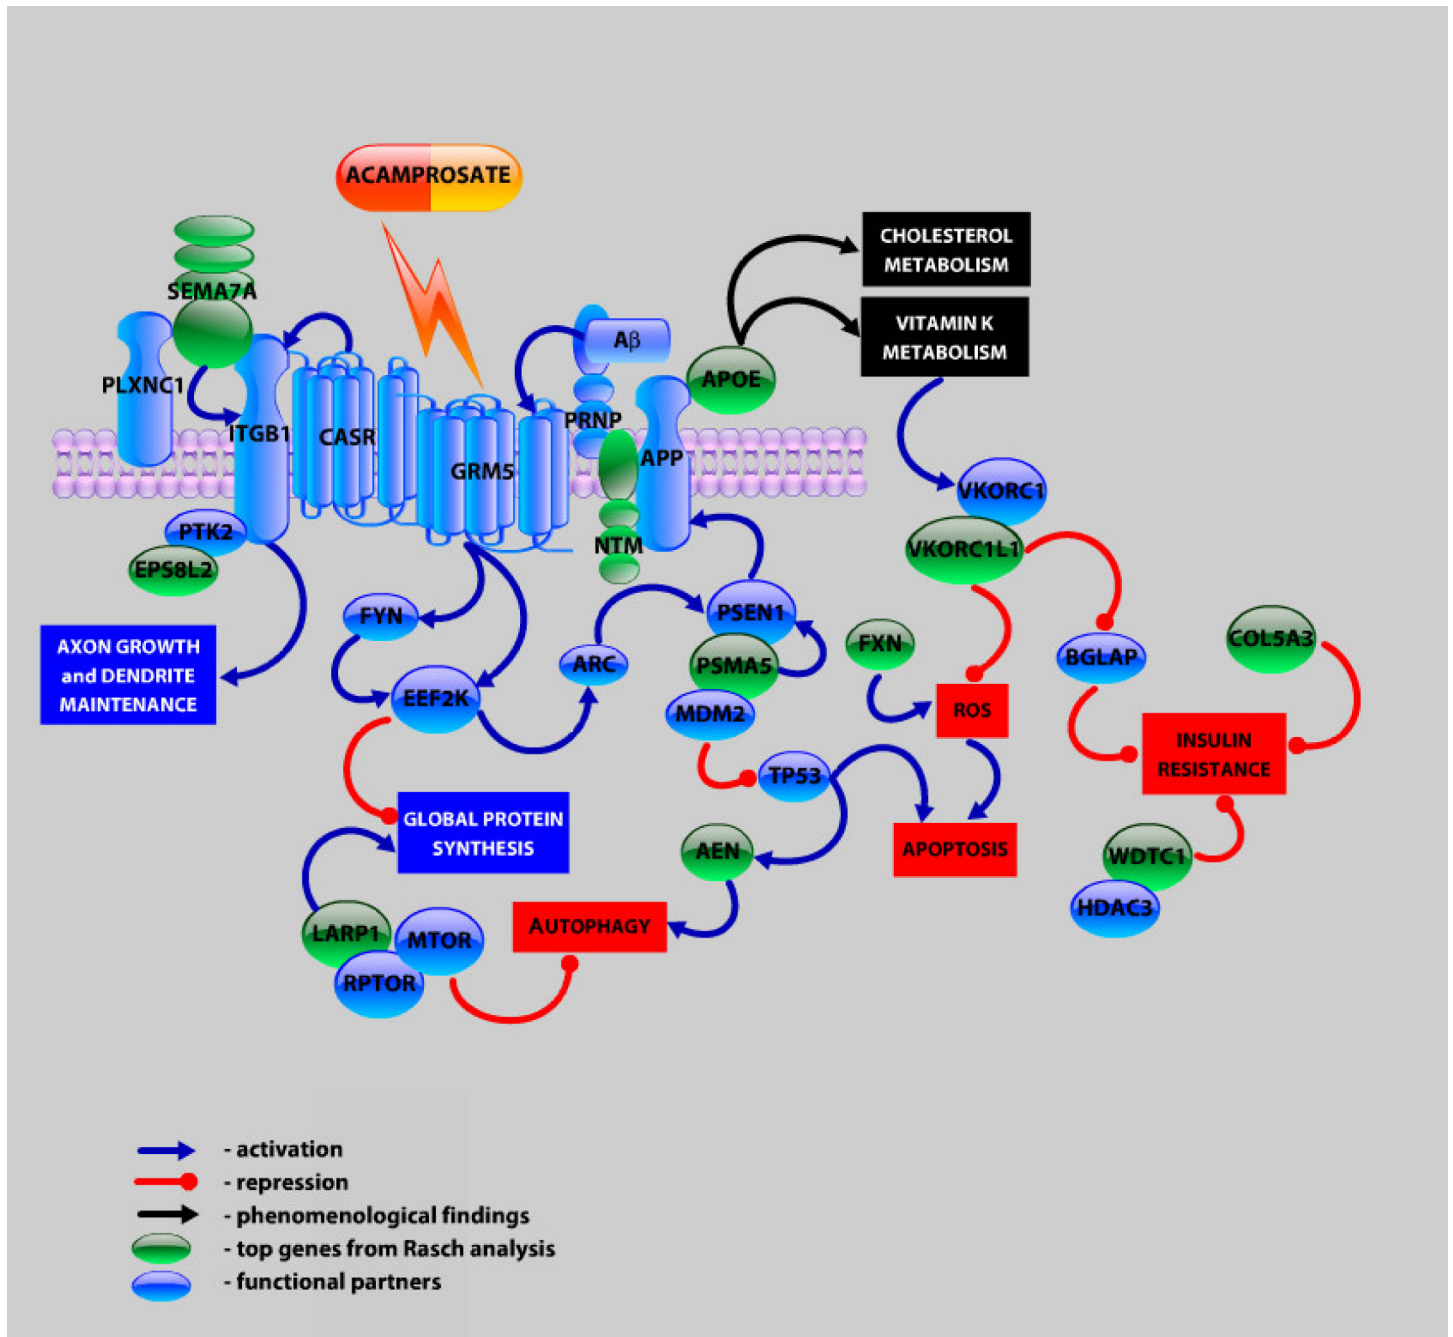 ACAMPROSATE
CHOLESTEROL
METABOLISM
SEMA7A
VITAMIN K
METABOLISM
Aβ
PLXNC1
APOE
ITGB1
CASR
PRNP
GRM5
APP
VKORC1
PTK2
NTM
VKORC1L1
EPS8L2
FYN
PSEN1
AXON GROWTH
and DENDRITE
MAINTENANCE
ARC
PSMA5
FXN
BGLAP
COL5A3
EEF2K
MDM2
ROS
INSULIN
RESISTANCE
TP53
GLOBAL PROTEIN
SYNTHESIS
AEN
APOPTOSIS
WDTC1
HDAC3
LARP1
MTOR
AUTOPHAGY
RPTOR
- activation
- repression
- phenomenological findings
- top genes from Rasch analysis
- functional partners